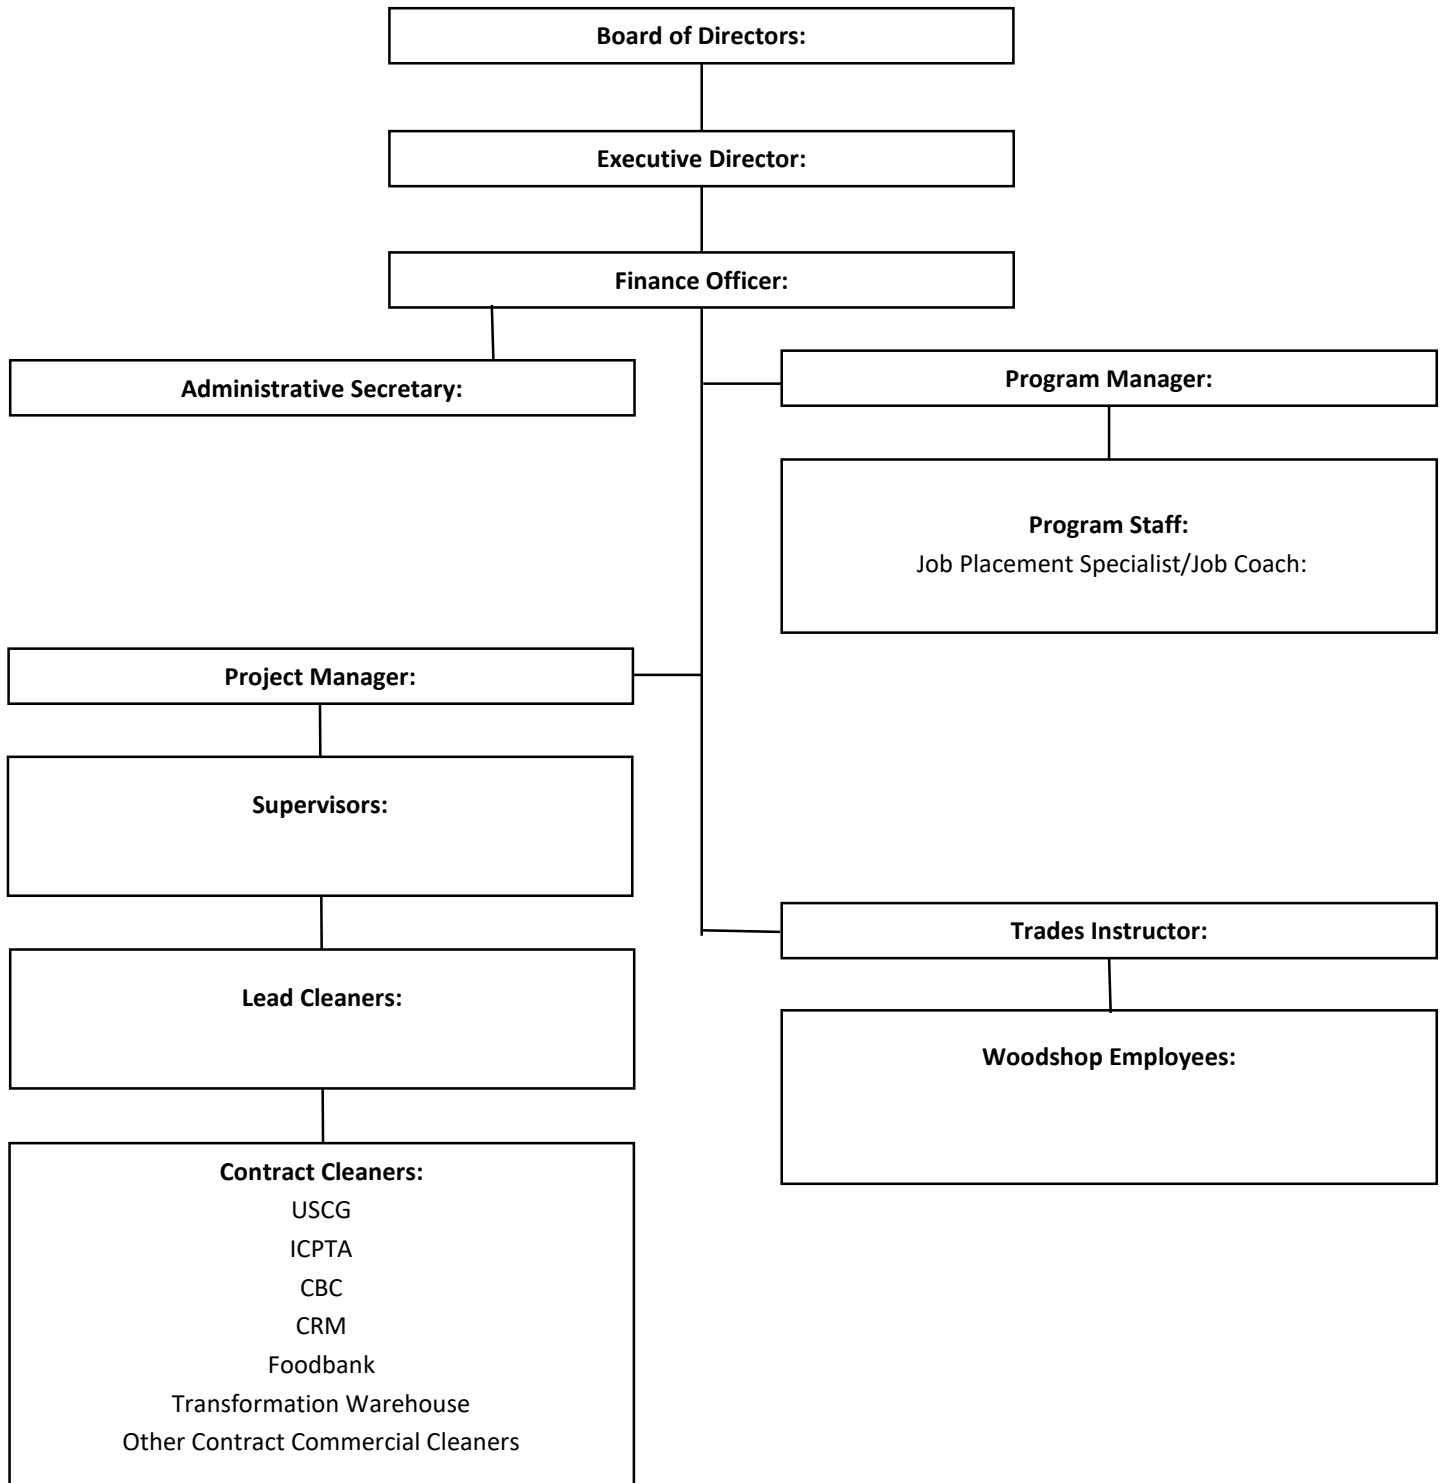 Board of Directors:
Executive Director:
Finance Officer:
Administrative Secretary:
Program Manager:
Program Staff:
Job Placement Specialist/Job Coach:
Project Manager:
Supervisors:
Lead Cleaners:
Trades Instructor:
Woodshop Employees:
Contract Cleaners:
USCG
ICPTA
CBC
CRM
Foodbank
Transformation Warehouse
Other Contract Commercial Cleaners